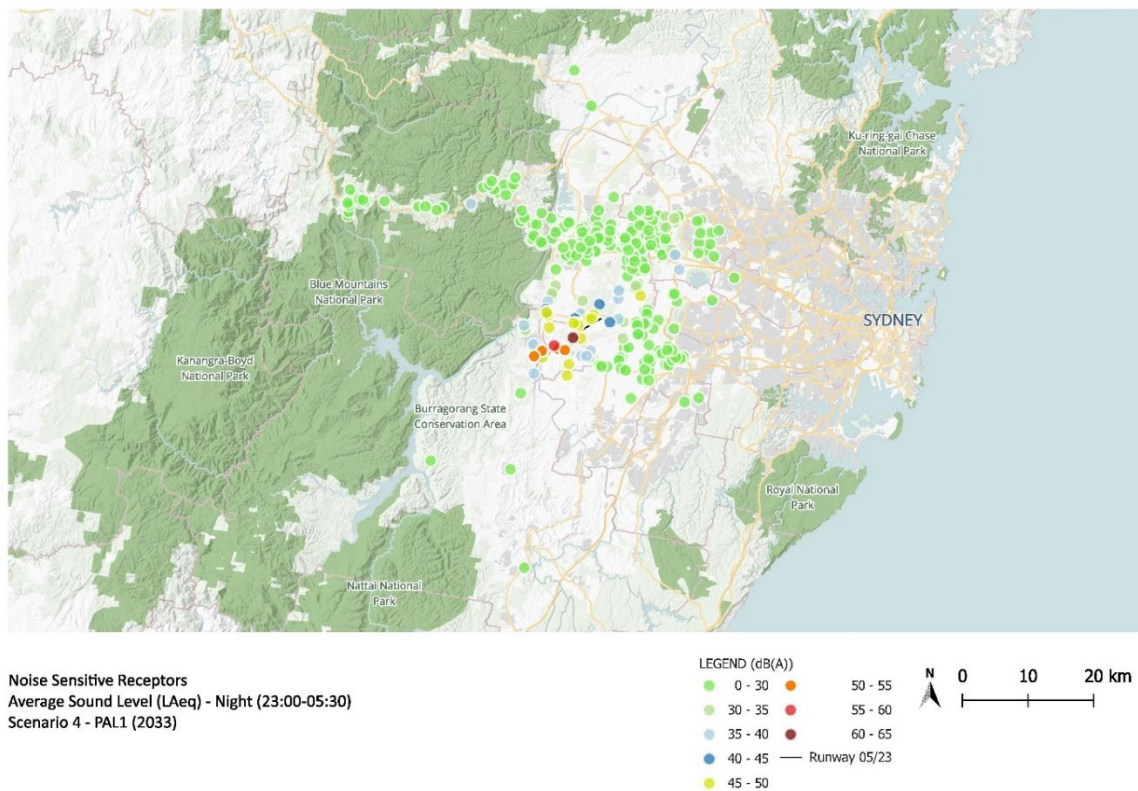 Ku-ring-gai Chase
National Park
Blue Mountains
National Park
SYDNEY
Kanangra-Boyd
National Park
Burragorang State
Conservation Area
Royal National
Park
Nattai National
Park
Noise Sensitive Receptors
Average Sound Level (LAeq) - Night (23:00-05:30)
Scenario 4 - PAL1 (2033)
LEGEND (dB(A))
0 - 30
30 - 35
35 - 40
40 - 45
45 - 50
50 - 55
55 - 60
60 - 65
Runway 05/23
N
0 10 20 km